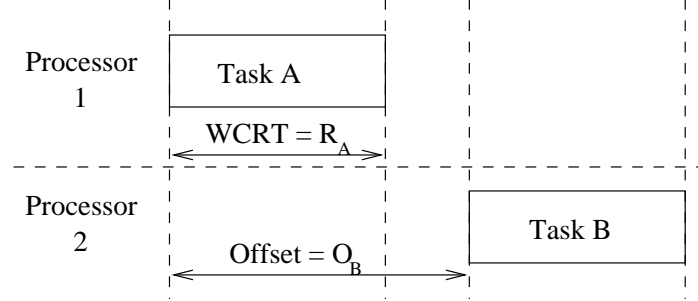 Processor
1
Task A
WCRT = R_A
Processor
2
Task B
Offset = O_B